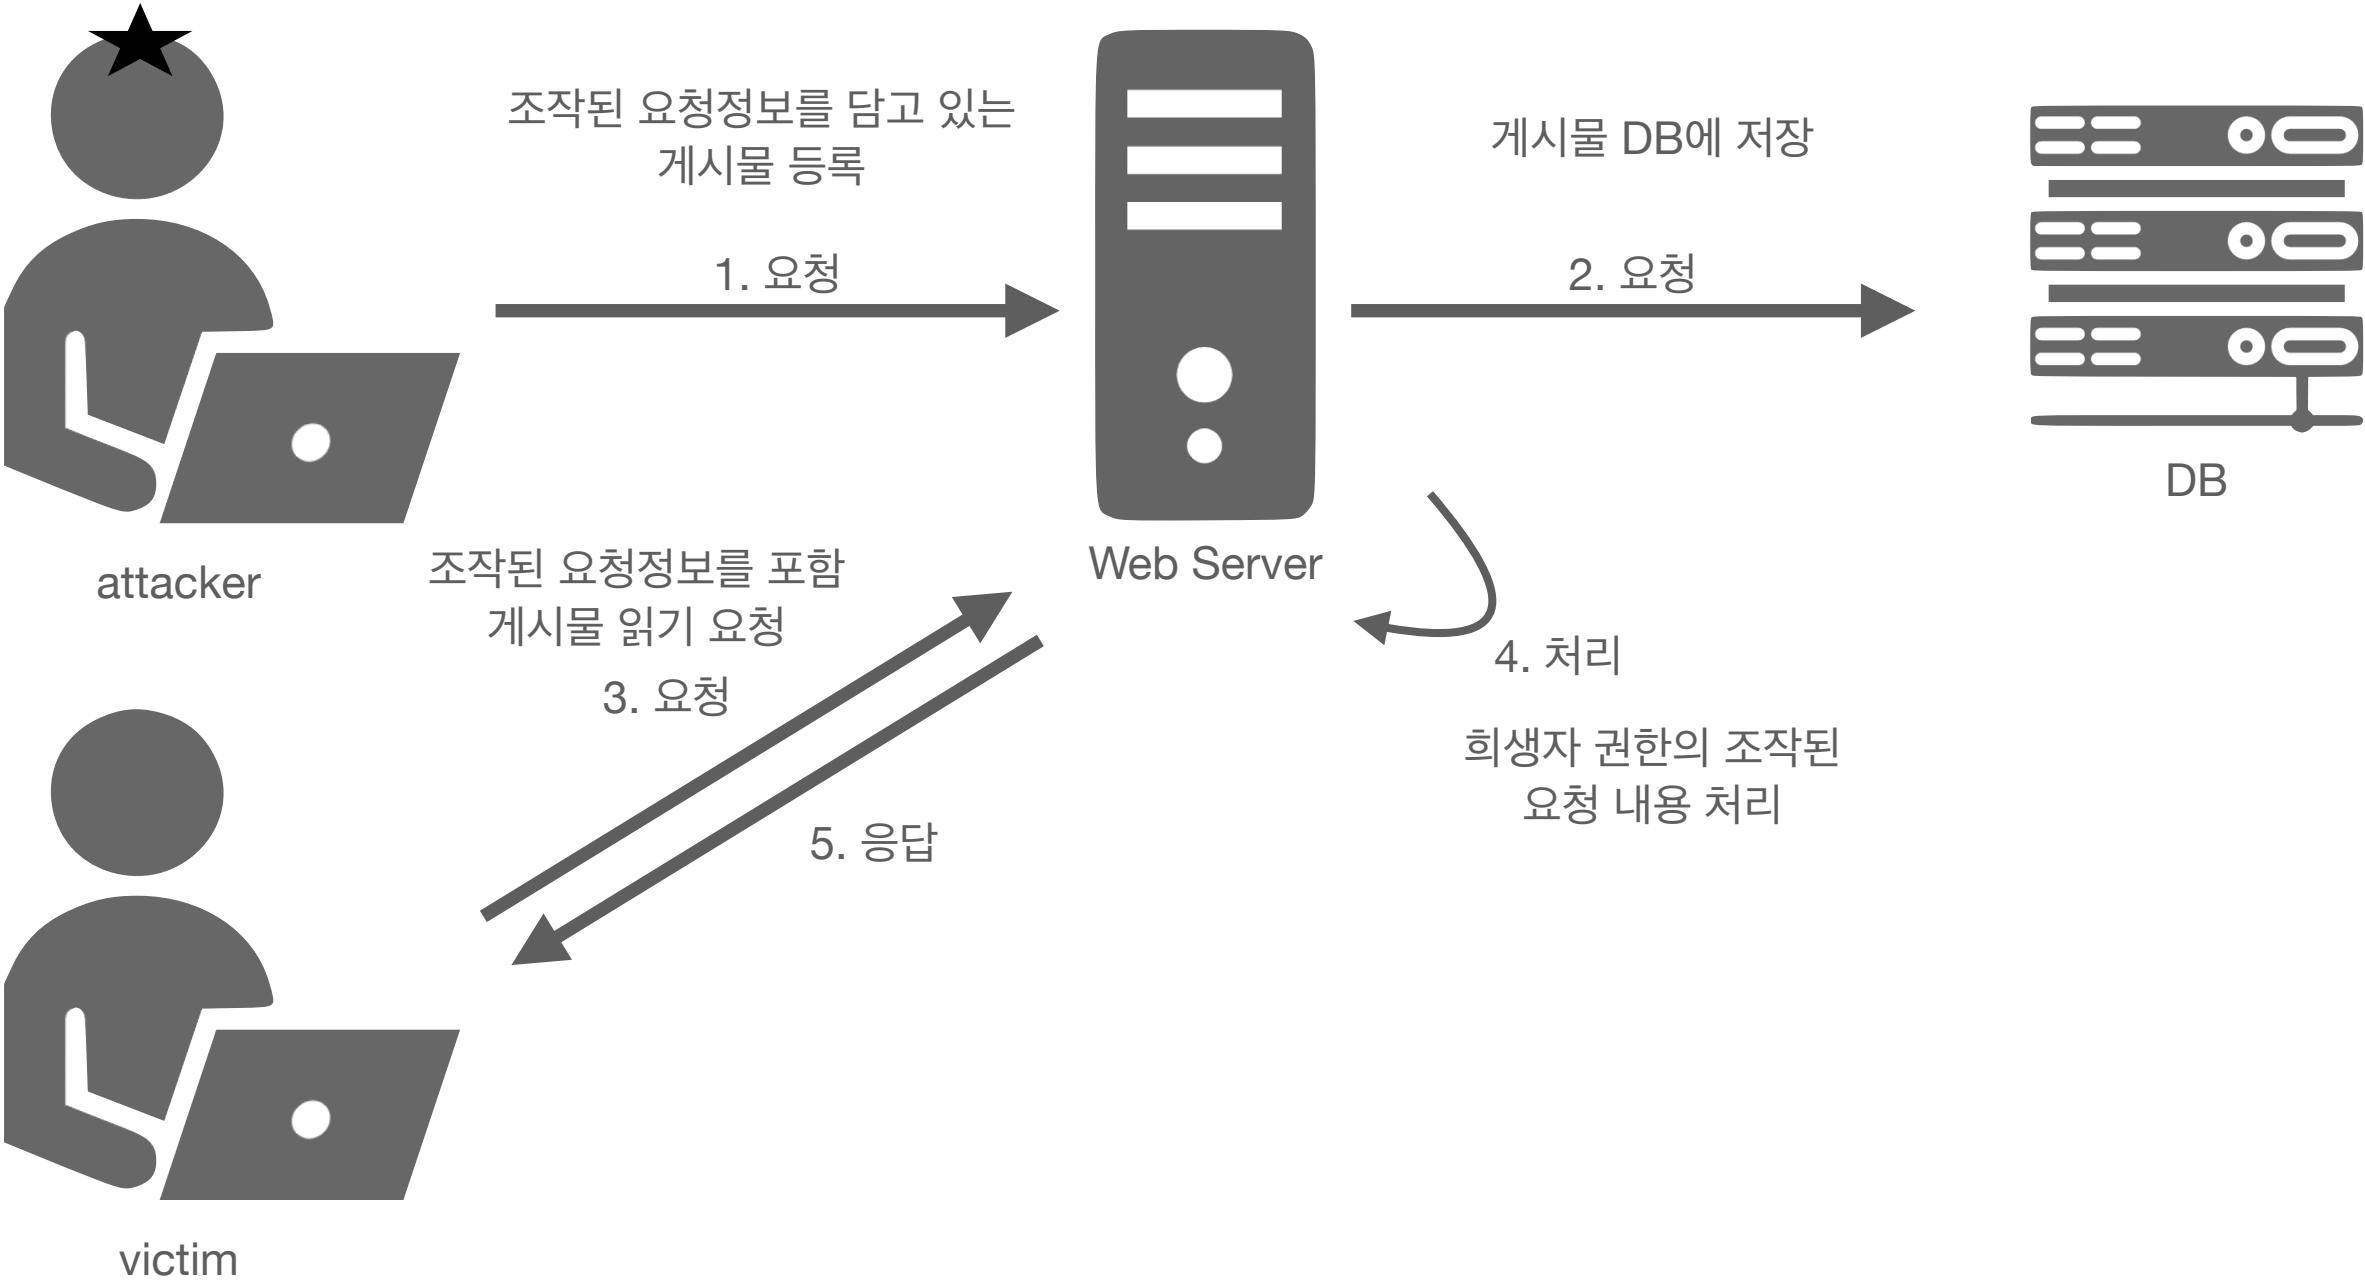 조작된 요청정보를 담고 있는
게시물 등록
1. 요청
게시물 DB에 저장
2. 요청
DB
Web Server
attacker
조작된 요청정보를 포함
게시물 읽기 요청
3. 요청
4. 처리
희생자 권한의 조작된
요청 내용 처리
5. 응답
victim